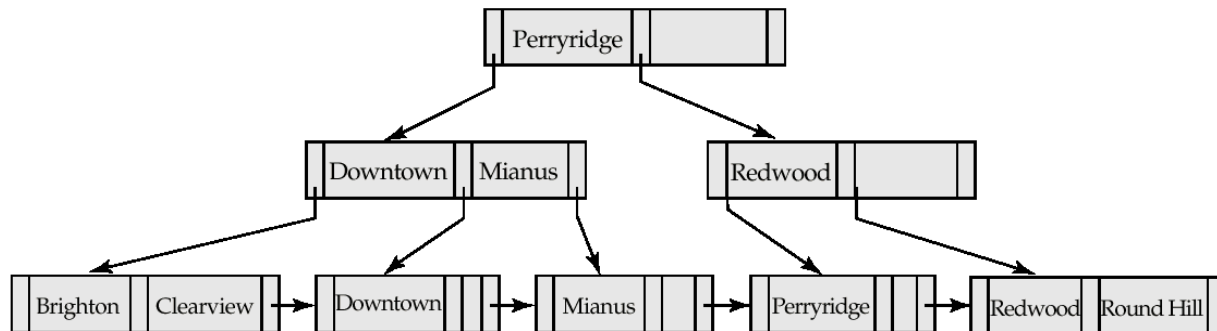 Perryridge
Downtown Mianus Redwood
Brighton Clearview Downtown Mianus Perryridge Redwood Round Hill